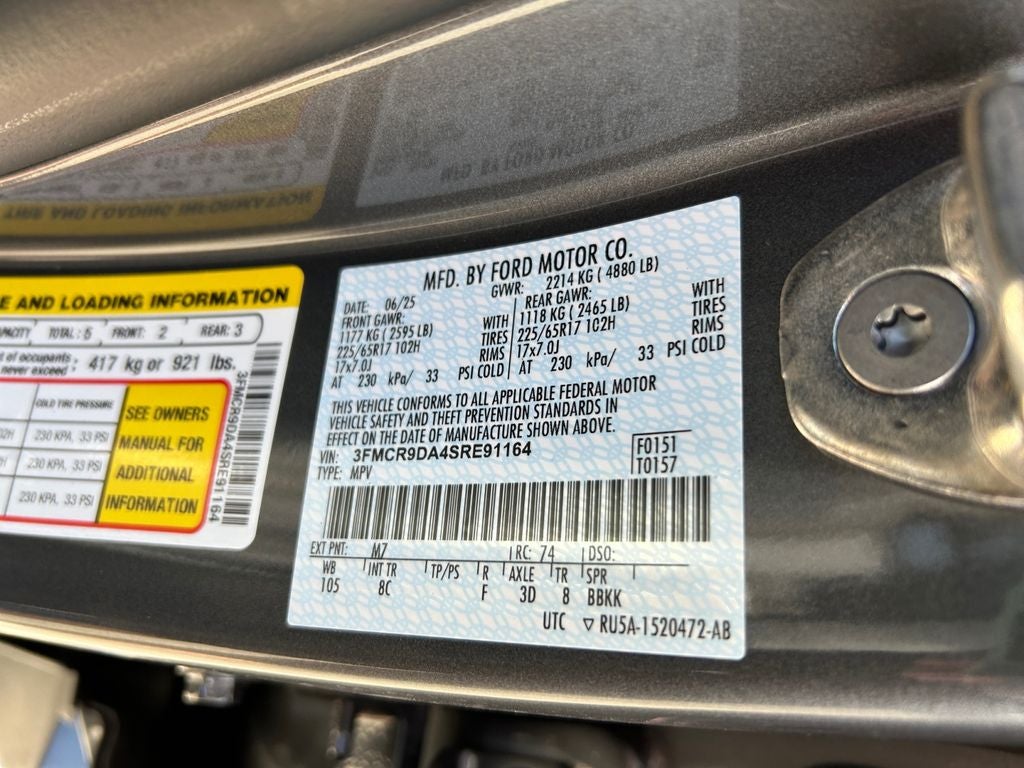 E AND LOADING INFORMATION
TOTAL: 5 FRONT: 2 REAR: 3
of occupants
never exceed : 417 kg or 921 lbs.
COLD TIRE PRESSURE
230 KPA, 33 PSI
230 KPA, 33 PSI
230 KPA, 33 PSI
SEE OWNERS
MANUAL FOR
ADDITIONAL
INFORMATION
3FMCR9DA4SRE91164
MFD. BY FORD MOTOR CO.
DATE: 06/25 GVWR: 2214 KG ( 4880 LB)
FRONT GAWR: WITH REAR GAWR: WITH
1177 KG ( 2595 LB) TIRES 1118 KG ( 2465 LB) TIRES
225/65R17 102H RIMS 225/65R17 102H RIMS
17x7.0J 17x7.0J
AT 230 kPa/ 33 PSI COLD AT 230 kPa/ 33 PSI COLD
THIS VEHICLE CONFORMS TO ALL APPLICABLE FEDERAL MOTOR
VEHICLE SAFETY AND THEFT PREVENTION STANDARDS IN
EFFECT ON THE DATE OF MANUFACTURE SHOWN ABOVE.
VIN: 3FMCR9DA4SRE91164 F0151
TYPE: MPV T0157
EXT PNT: M7 RC: 74 DSO:
WB INT TR TP/PS R AXLE TR SPR
105 8C F 3D 8 BBKK
UTC ▽ RU5A-1520472-AB